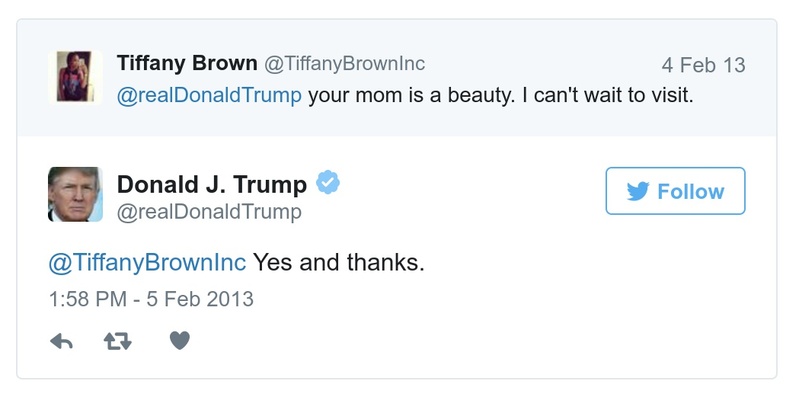 Tiffany Brown @TiffanyBrownInc 4 Feb 13
@realDonaldTrump your mom is a beauty. I can't wait to visit.
Donald J. Trump
@realDonaldTrump
Follow
@TiffanyBrownInc Yes and thanks.
1:58 PM - 5 Feb 2013